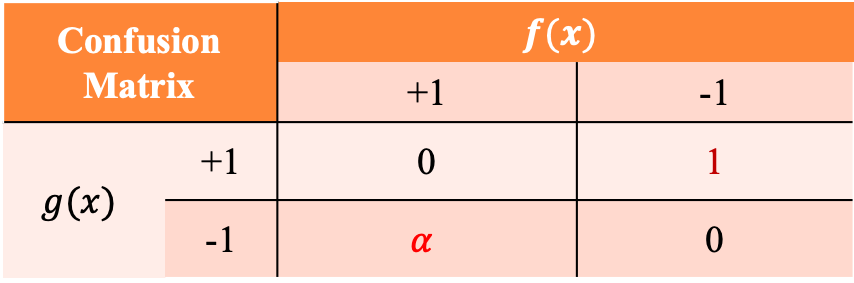 Confusion
Matrix
f(x)
+1 -1
g(x)
+1 0 1
-1 α 0